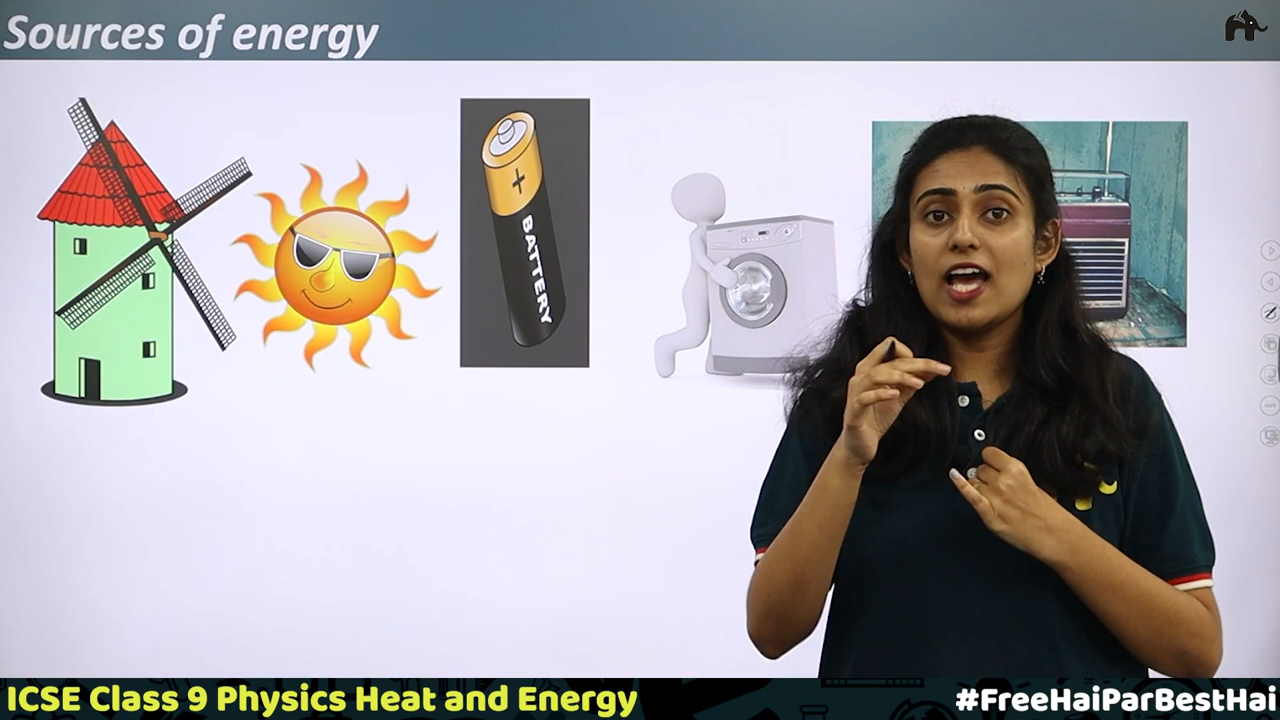 Sources of energy
+
BATTERY
ICSE Class 9 Physics Heat and Energy
#FreeHaiParBestHai